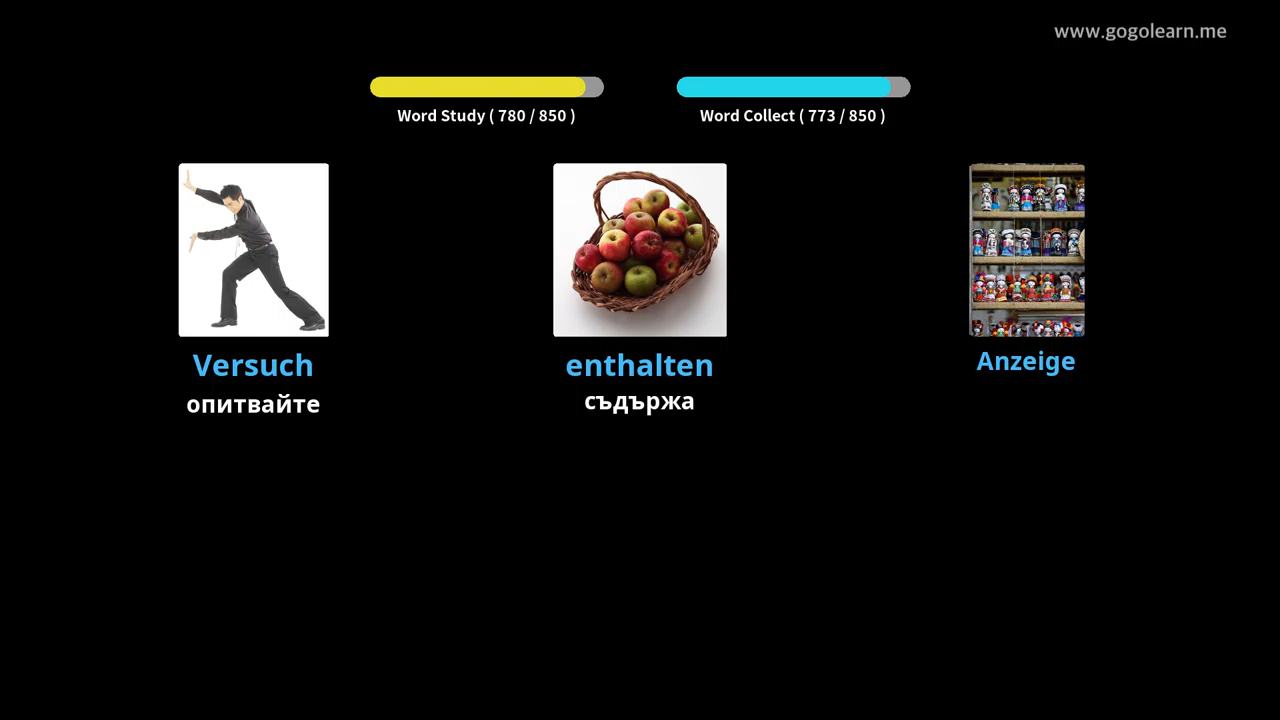 www.gogolearn.me
Word Study ( 780 / 850 )
Word Collect ( 773 / 850 )
Versuch
опитвайте
enthalten
съдържа
Anzeige